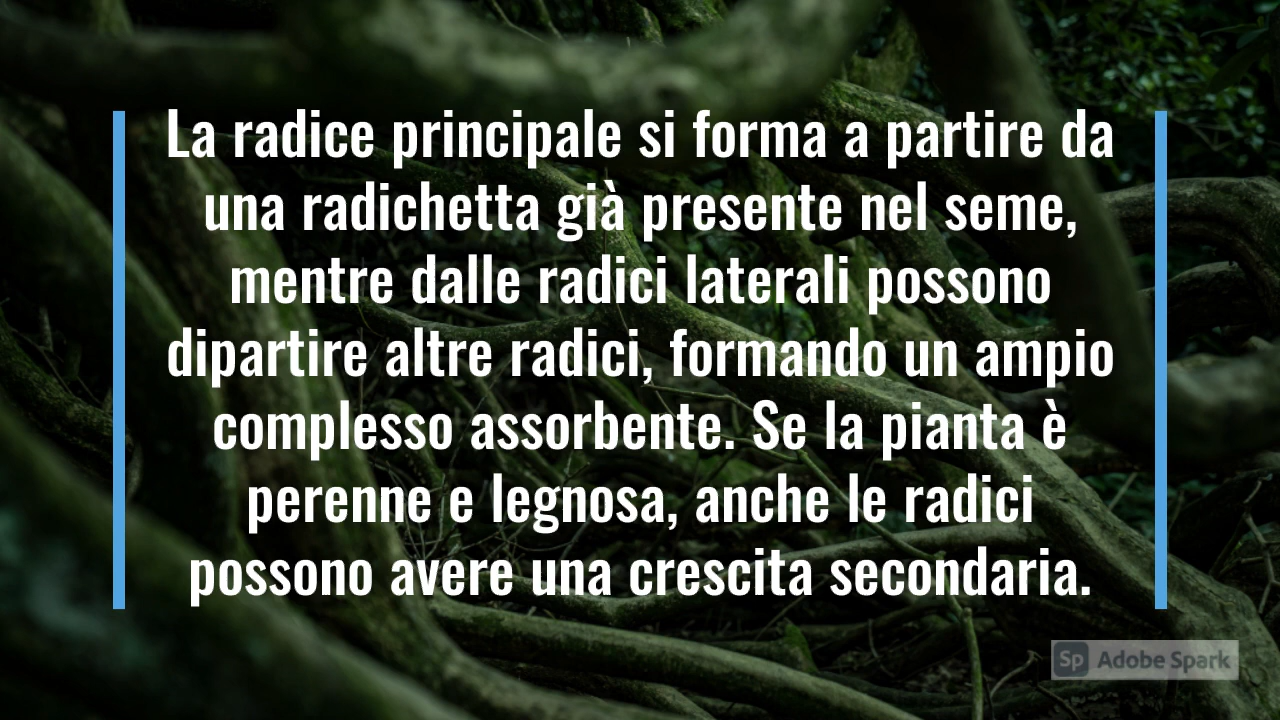 La radice principale si forma a partire da
una radichetta già presente nel seme,
mentre dalle radici laterali possono
dipartire altre radici, formando un ampio
complesso assorbente. Se la pianta è
perenne e legnosa, anche le radici
possono avere una crescita secondaria.
Sp Adobe Spark